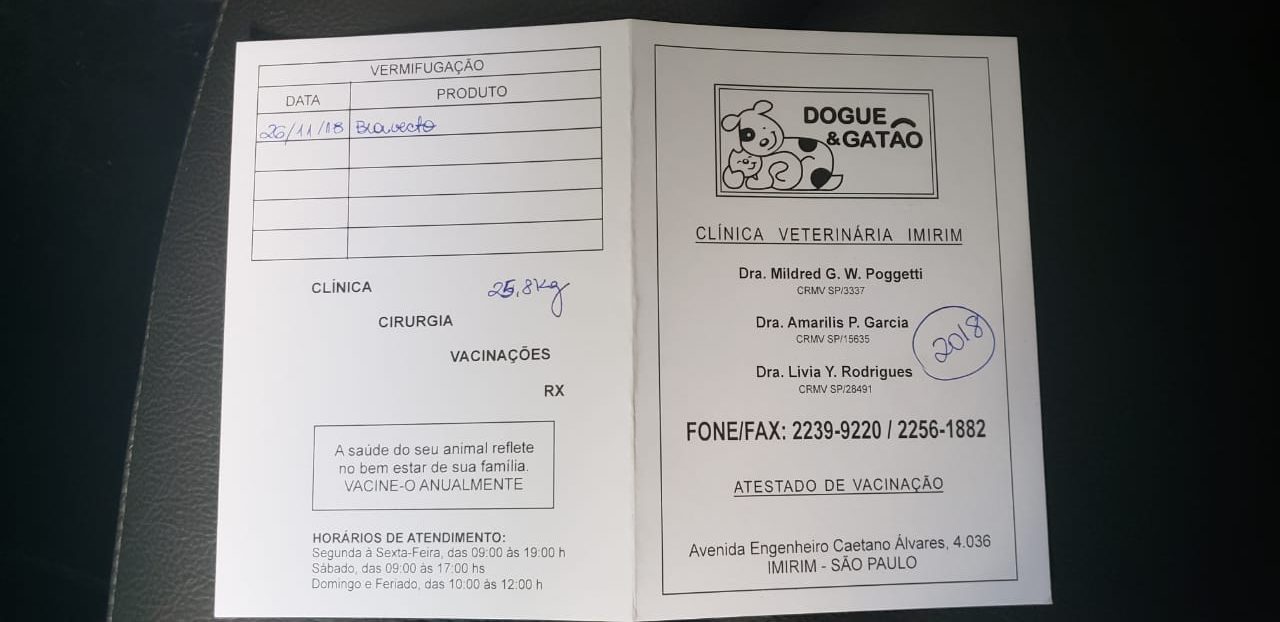 VERMIFUGAÇÃO
DATA PRODUTO
26/11/18 Bravecto
CLÍNICA 25,8kg
CIRURGIA
VACINAÇÕES
RX
A saúde do seu animal reflete
no bem estar de sua família.
VACINE-O ANUALMENTE
HORÁRIOS DE ATENDIMENTO:
Segunda à Sexta-Feira, das 09:00 às 19:00 h
Sábado, das 09:00 às 17:00 hs
Domingo e Feriado, das 10:00 às 12:00 h
DOGUE
&GATÃO
CLÍNICA VETERINÁRIA IMIRIM
Dra. Mildred G. W. Poggetti
CRMV SP/3337
Dra. Amarilis P. Garcia
CRMV SP/15635
2018
Dra. Livia Y. Rodrigues
CRMV SP/28491
FONE/FAX: 2239-9220 / 2256-1882
ATESTADO DE VACINAÇÃO
Avenida Engenheiro Caetano Álvares, 4.036
IMIRIM - SÃO PAULO